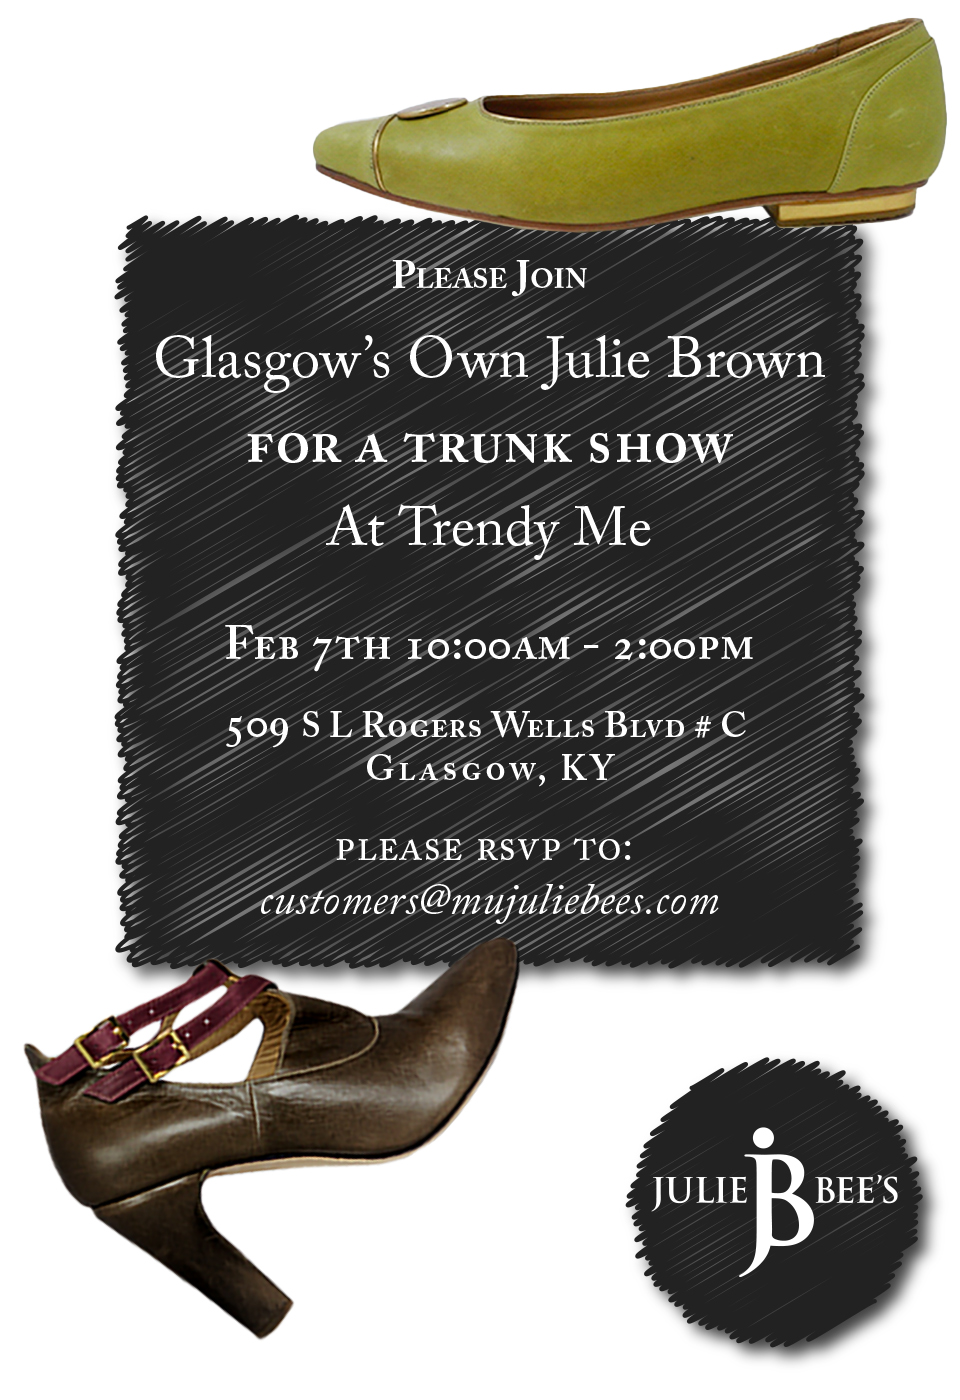 Please Join
Glasgow's Own Julie Brown
FOR A TRUNK SHOW
At Trendy Me
Feb 7th 10:00am - 2:00pm
509 S L Rogers Wells Blvd # C
Glasgow, KY
PLEASE RSVP TO:
customers@mujuliebees.com
JULIE JB BEE'S